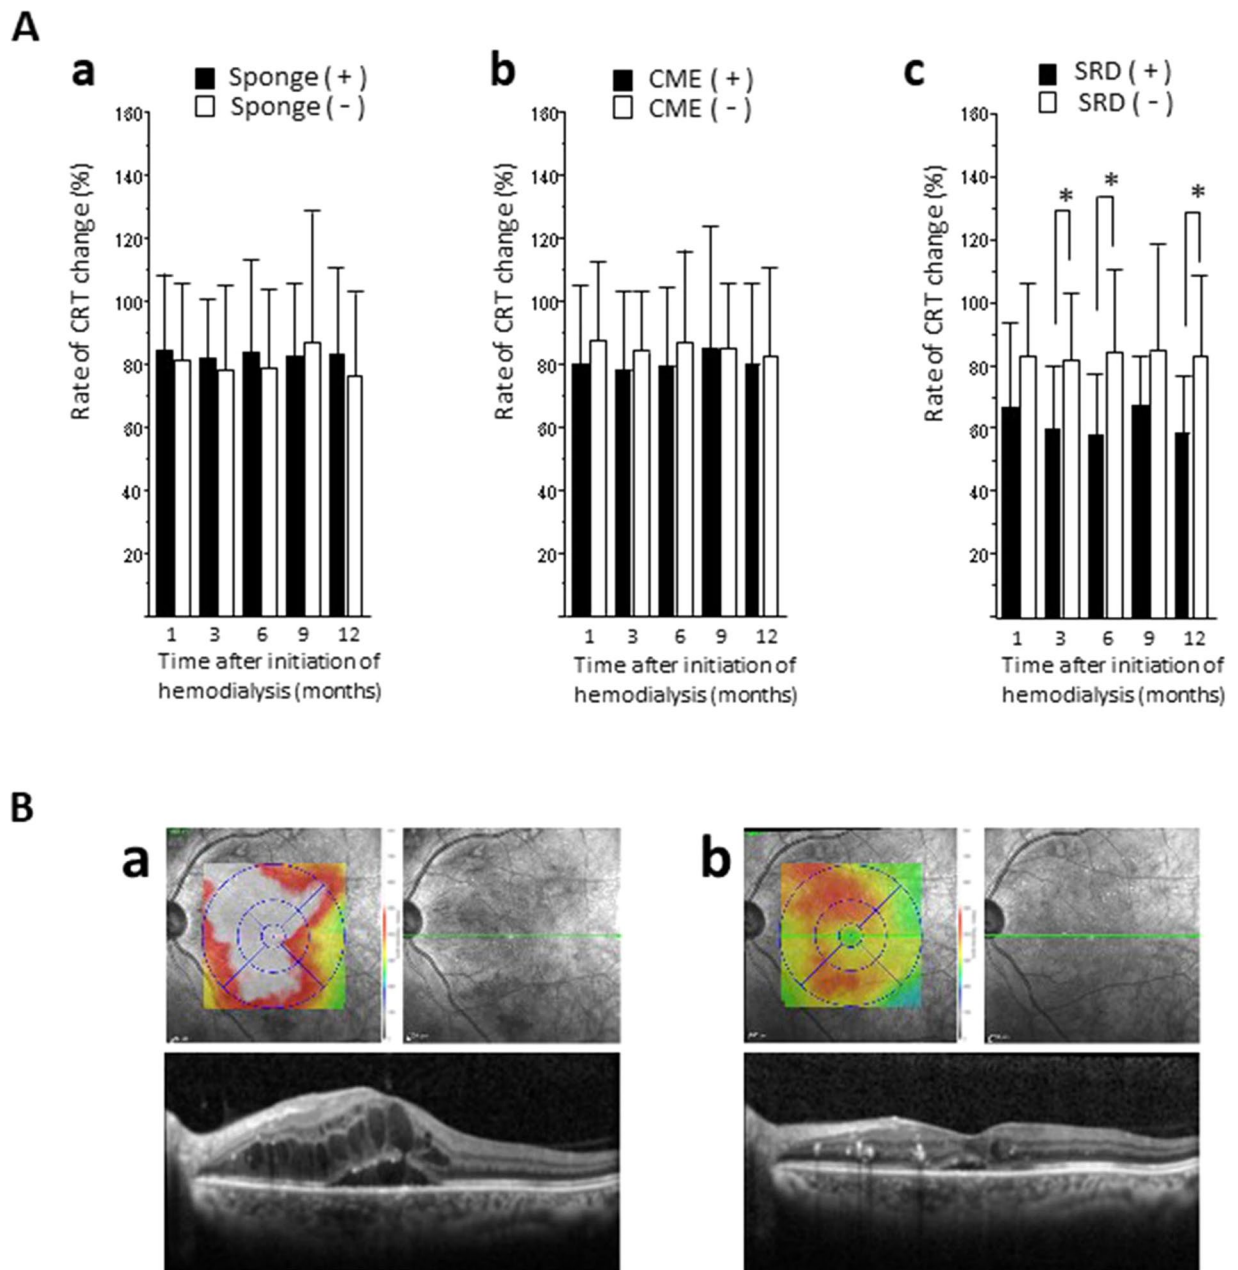 A
a
Sponge ( + )
Sponge ( - )
Rate of CRT change (%)
160
140
120
100
80
60
40
20
1 3 6 9 12
Time after initiation of
hemodialysis (months)
b
CME ( + )
CME ( - )
Rate of CRT change (%)
160
140
120
100
80
60
40
20
1 3 6 9 12
Time after initiation of
hemodialysis (months)
c
SRD ( + )
SRD ( - )
Rate of CRT change (%)
160
140
120
100
80
60
40
20
* * *
1 3 6 9 12
Time after initiation of
hemodialysis (months)
B
a
b